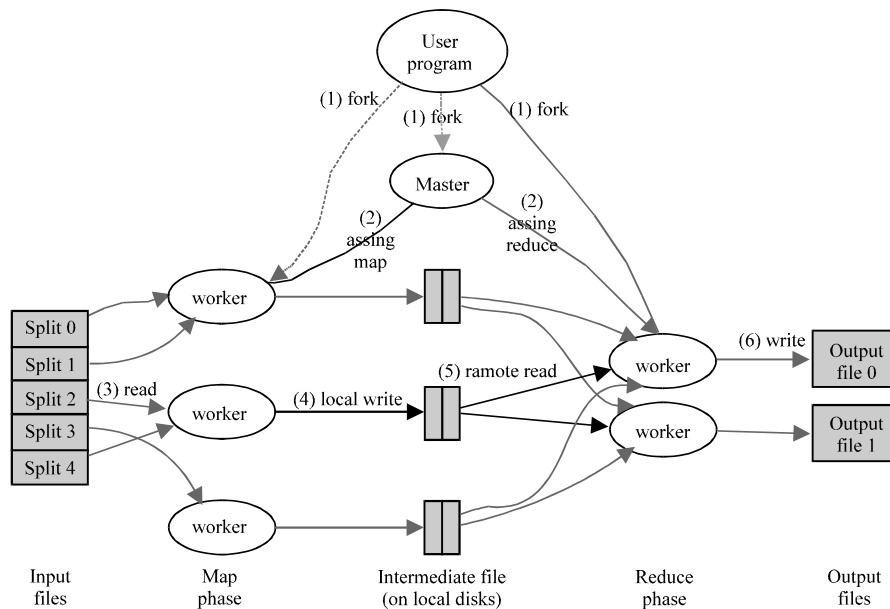 User
program
(1) fork
(1) fork
(1) fork
Master
(2)
assing
map
(2)
assing
reduce
worker
Split 0
Split 1
Split 2
Split 3
Split 4
(3) read
worker
(4) local write
(5) ramote read
worker
worker
worker
(6) write
Output
file 0
Output
file 1
Input
files
Map
phase
Intermediate file
(on local disks)
Reduce
phase
Output
files